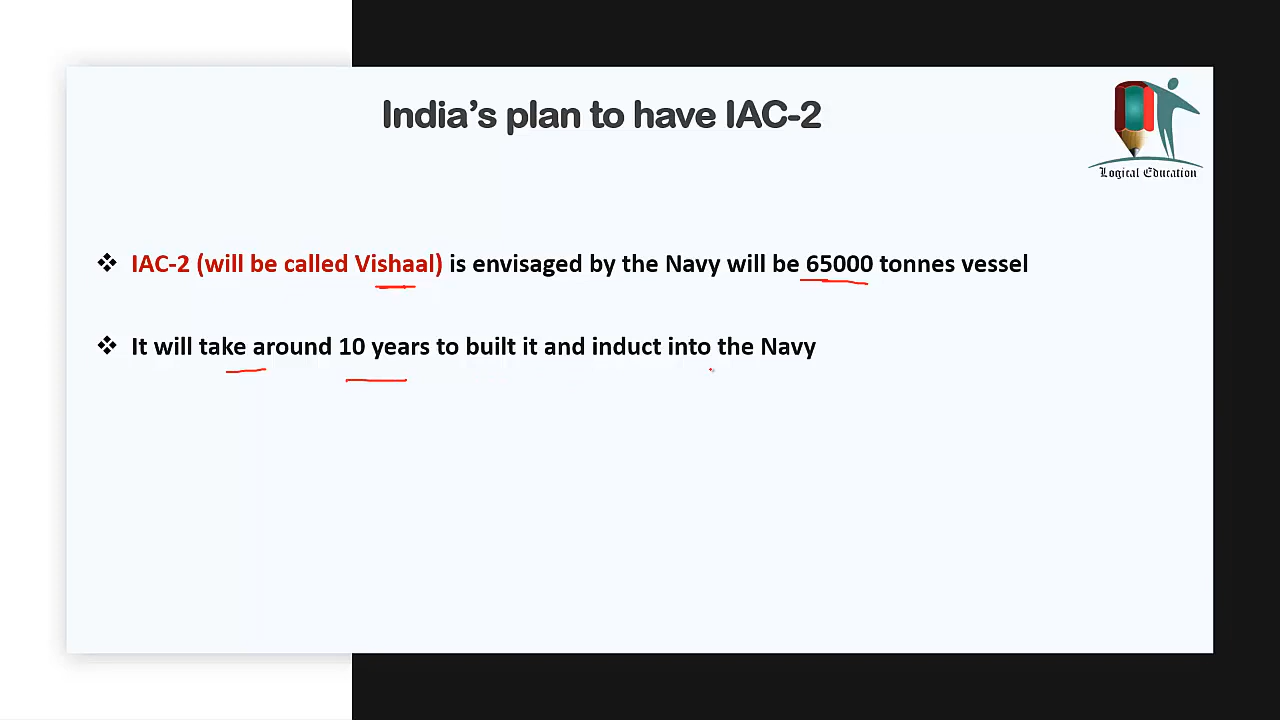 India’s plan to have IAC-2
Logical Education
❖ IAC-2 (will be called Vishaal) is envisaged by the Navy will be 65000 tonnes vessel
❖ It will take around 10 years to built it and induct into the Navy